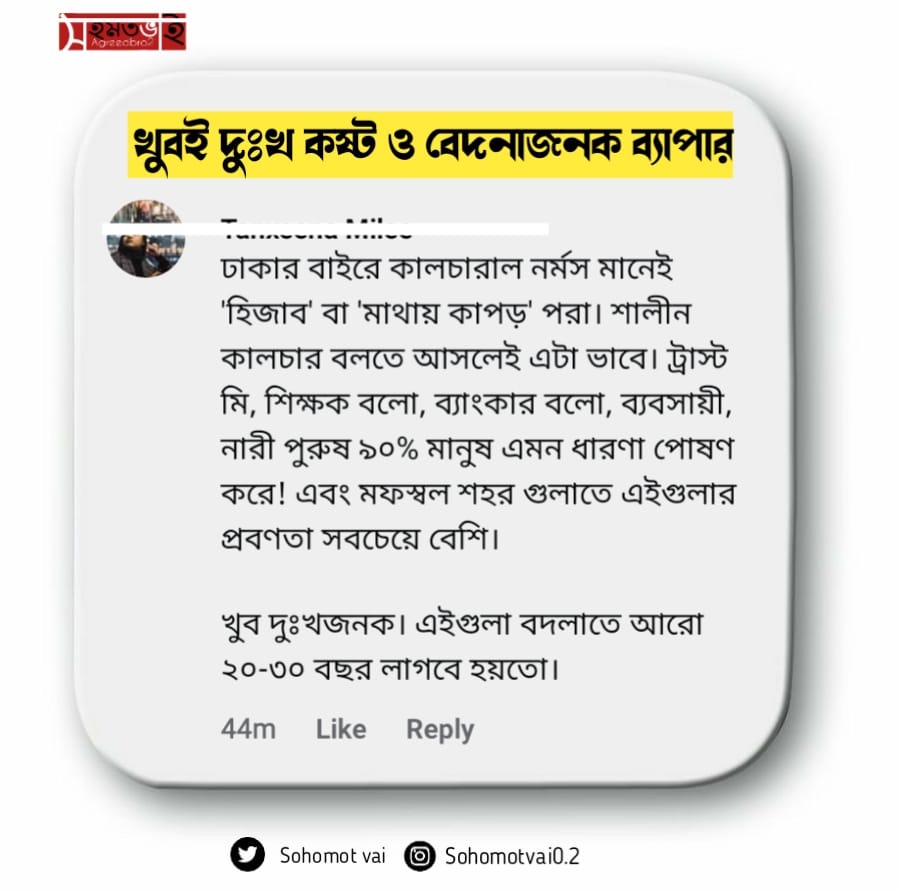 সহমতভাই
Agreeabro2
খুবই দুঃখ কষ্ট ও বেদনাজনক ব্যাপার
ঢাকার বাইরে কালচারাল নর্মস মানেই
'হিজাব' বা 'মাথায় কাপড়' পরা। শালীন
কালচার বলতে আসলেই এটা ভাবে। ট্রাস্ট
মি, শিক্ষক বলো, ব্যাংকার বলো, ব্যবসায়ী,
নারী পুরুষ ৯০% মানুষ এমন ধারণা পোষণ
করে! এবং মফস্বল শহর গুলাতে এইগুলার
প্রবণতা সবচেয়ে বেশি।
খুব দুঃখজনক। এইগুলা বদলাতে আরো
২০-৩০ বছর লাগবে হয়তো।
44m Like Reply
Sohomot vai Sohomotvai0.2